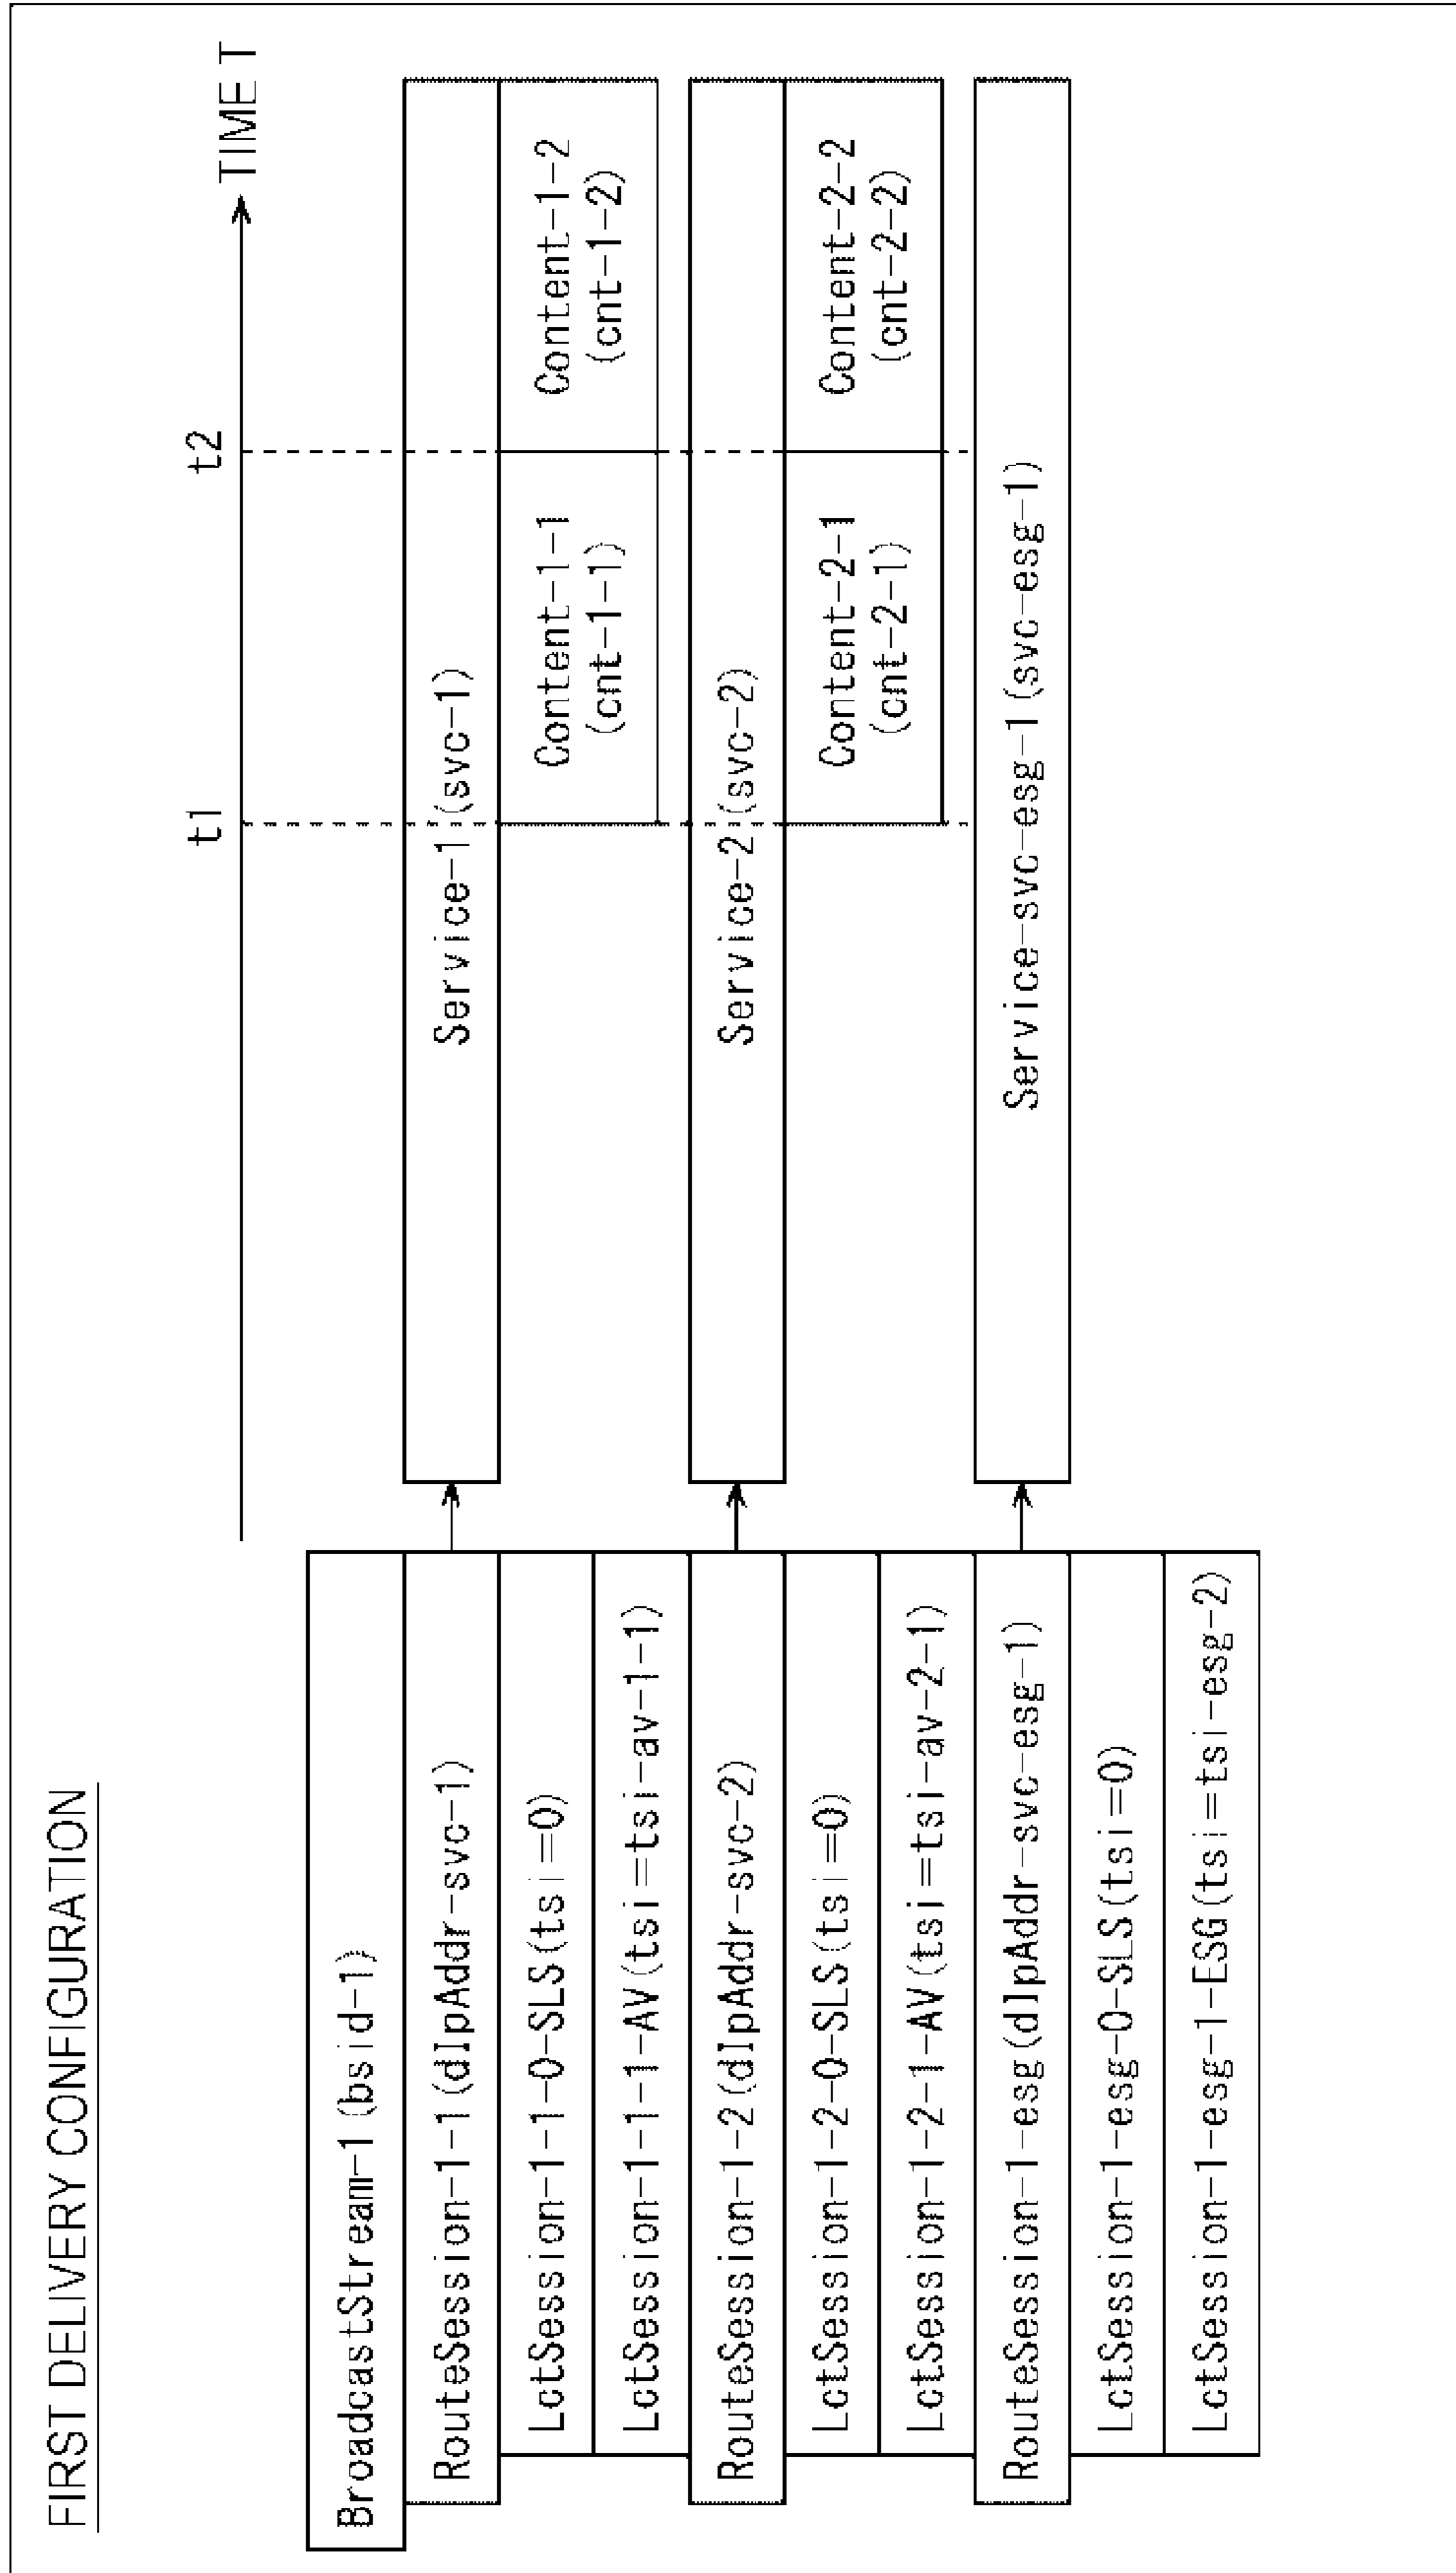 FIRST DELIVERY CONFIGURATION
t1
t2
TIME T
BroadcastStream-1(bsid-1)
RouteSession-1-1(dIpAddr-svc-1)
LctSession-1-1-0-SLS(tsi=0)
LctSession-1-1-1-AV(tsi=tsi-av-1-1)
RouteSession-1-2(dIpAddr-svc-2)
LctSession-1-2-0-SLS(tsi=0)
LctSession-1-2-1-AV(tsi=tsi-av-2-1)
RouteSession-1-esg(dIpAddr-svc-esg-1)
LctSession-1-esg-0-SLS(tsi=0)
LctSession-1-esg-1-ESG(tsi=tsi-esg-2)
Service-1(svc-1)
Content-1-1
(cnt-1-1)
Content-1-2
(cnt-1-2)
Service-2(svc-2)
Content-2-1
(cnt-2-1)
Content-2-2
(cnt-2-2)
Service-svc-esg-1(svc-esg-1)